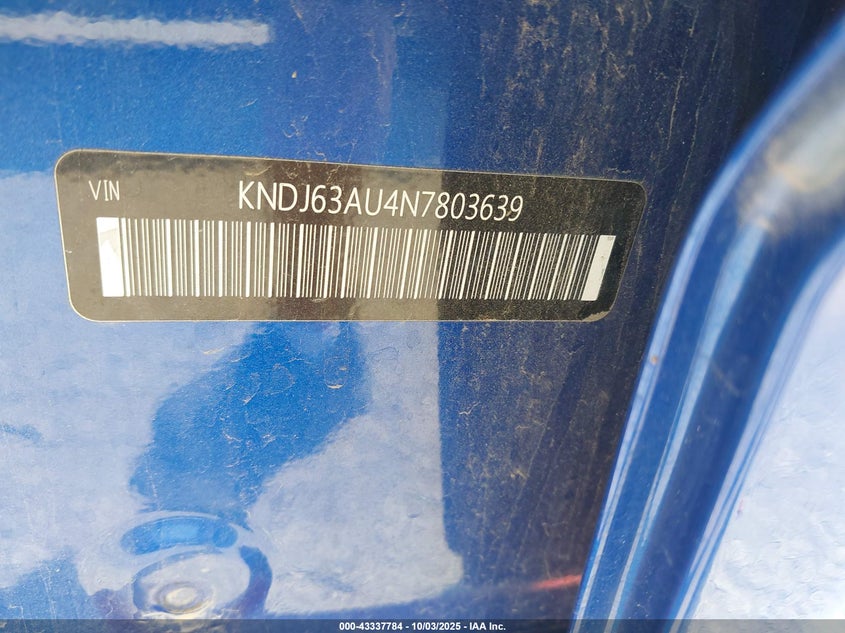 VIN KNDJ63AU4N7803639
000-43337784 - 10/03/2025 - IAA Inc.